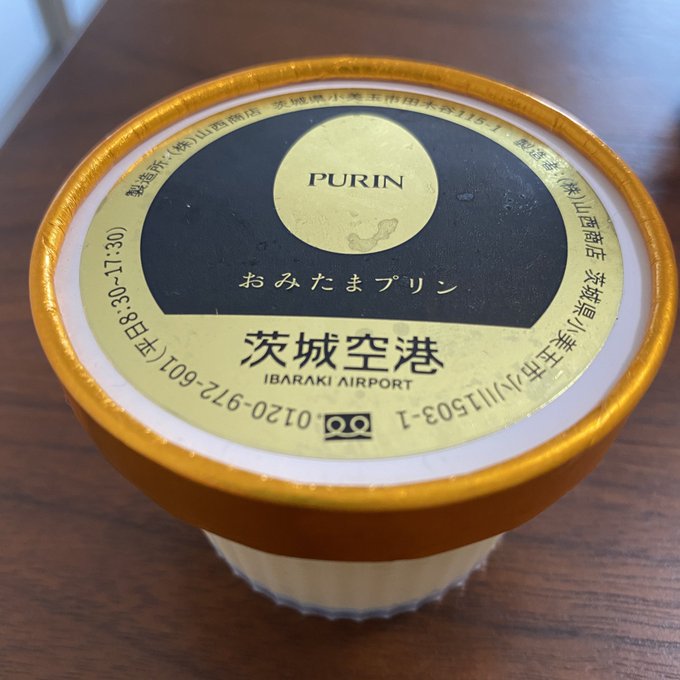 PURIN
おみたまプリン
茨城空港
IBARAKI AIRPORT
製造所:(株)山西商店 茨城県小美玉市田木谷115-1
製造者:(株)山西商店 茨城県小美玉市小川1503-1
0120-972-601(平日8:30~17:30)